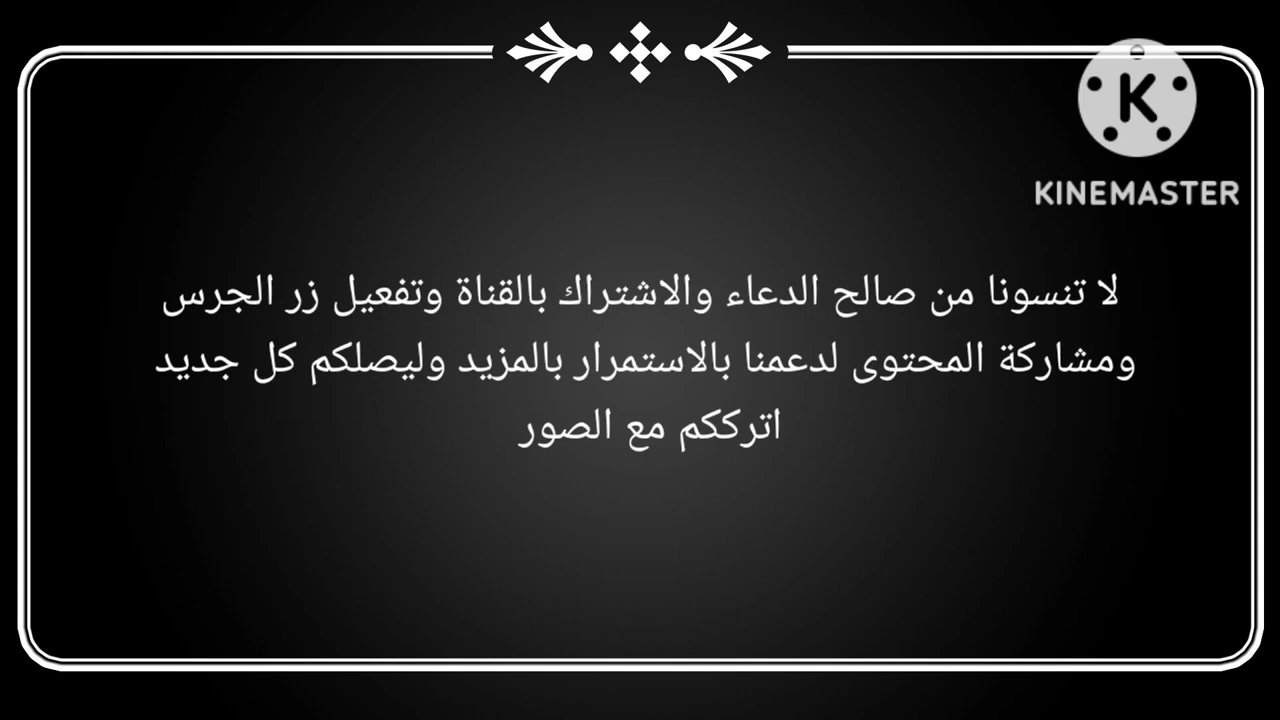 KINEMASTER
لا تنسونا من صالح الدعاء والاشتراك بالقناة وتفعيل زر الجرس
ومشاركة المحتوى لدعمنا بالاستمرار بالمزيد وليصلكم كل جديد
اترككم مع الصور